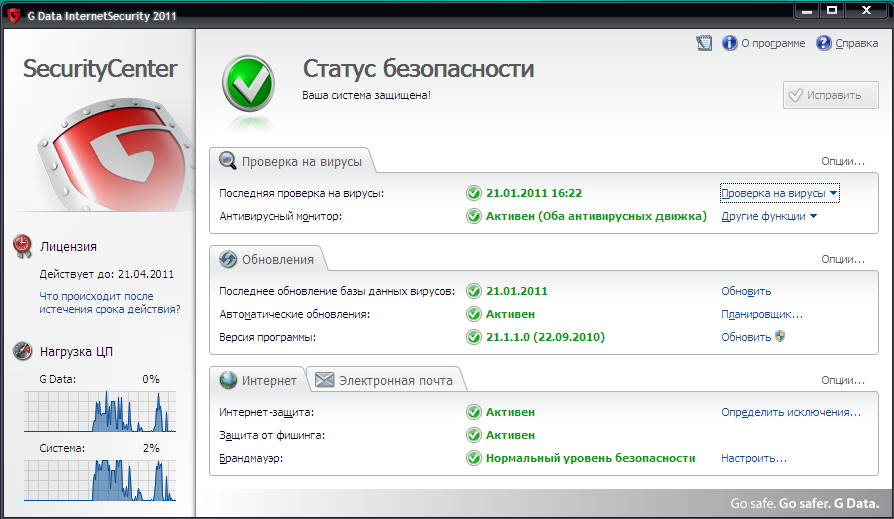 G Data InternetSecurity 2011
О программе Справка
SecurityCenter
Статус безопасности
Ваша система защищена!
Исправить
Проверка на вирусы Опции...
Последняя проверка на вирусы: 21.01.2011 16:22 Проверка на вирусы
Антивирусный монитор: Активен (Оба антивирусных движка) Другие функции
Лицензия
Действует до: 21.04.2011
Что происходит после
истечения срока действия?
Обновления Опции...
Последнее обновление базы данных вирусов: 21.01.2011 Обновить
Автоматические обновления: Активен Планировщик...
Версия программы: 21.1.1.0 (22.09.2010) Обновить
Нагрузка ЦП
G Data: 0%
Система: 2%
Интернет Электронная почта Опции...
Интернет-защита: Активен Определить исключения...
Защита от фишинга: Активен
Брандмауэр: Нормальный уровень безопасности Настроить...
Go safe. Go safer. G Data.